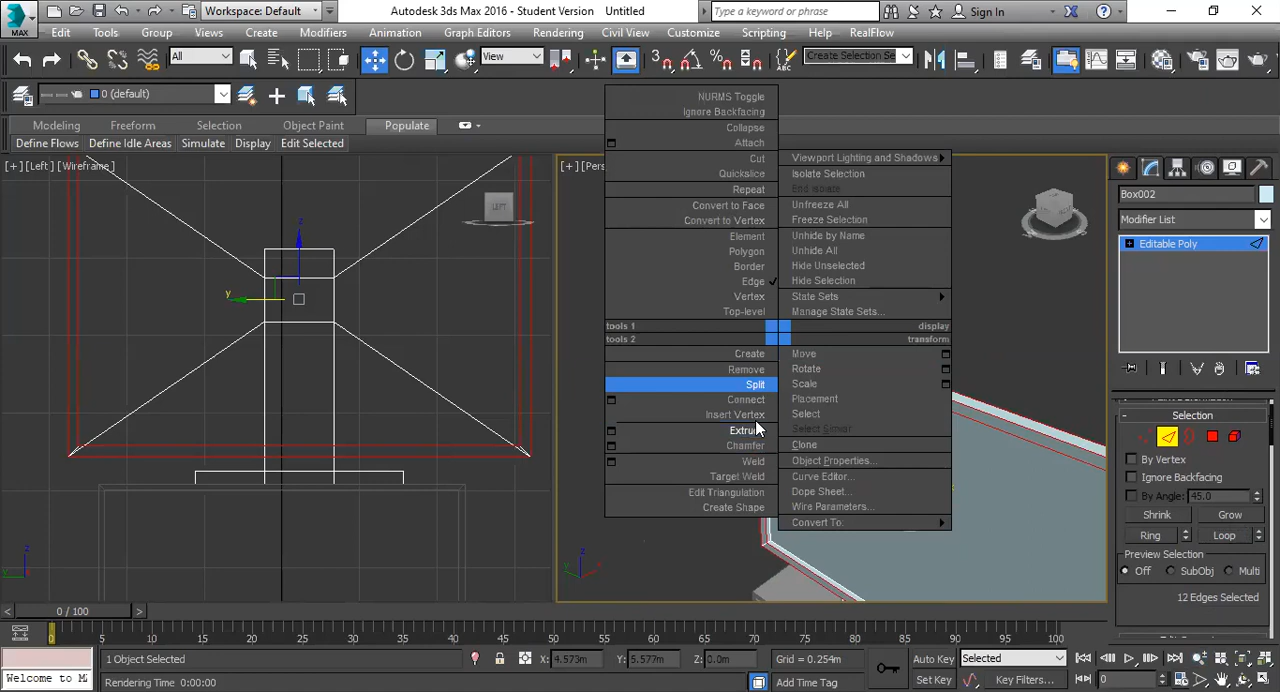 Workspace: Default
Autodesk 3ds Max 2016 - Student Version Untitled
Type a keyword or phrase
Sign In
MAX
Edit Tools Group Views Create Modifiers Animation Graph Editors Rendering Civil View Customize Scripting Help RealFlow
All
View
Create Selection Se
0 (default)
Modeling Freeform Selection Object Paint Populate
Define Flows Define Idle Areas Simulate Display Edit Selected
[+] [Left] [Wireframe]
LEFT
z
y
[+] [Pers
NURMS Toggle
Ignore Backfacing
Collapse
Attach
Cut
Quickslice
Repeat
Convert to Face
Convert to Vertex
Element
Polygon
Border
Edge
Vertex
Top-level
tools 1
tools 2
Create
Remove
Split
Connect
Insert Vertex
Extrude
Chamfer
Weld
Target Weld
Edit Triangulation
Create Shape
Viewport Lighting and Shadows
Isolate Selection
End Isolate
Unfreeze All
Freeze Selection
Unhide by Name
Unhide All
Hide Unselected
Hide Selection
State Sets
Manage State Sets...
display
transform
Move
Rotate
Scale
Placement
Select
Select Similar
Clone
Object Properties...
Curve Editor...
Dope Sheet...
Wire Parameters...
Convert To:
Box002
Modifier List
Editable Poly
Selection
By Vertex
Ignore Backfacing
By Angle: 45.0
Shrink Grow
Ring Loop
Preview Selection
Off SubObj Multi
12 Edges Selected
0 / 100
0 5 10 15 20 25 30 35 40 45 50 55 60 65 70 75 80 85 90 95 100
1 Object Selected
X: 4.573m Y: 5.577m Z: 0.0m
Grid = 0.254m
Auto Key Selected
Welcome to M
Rendering Time 0:00:00
Add Time Tag
Set Key Key Filters...
0